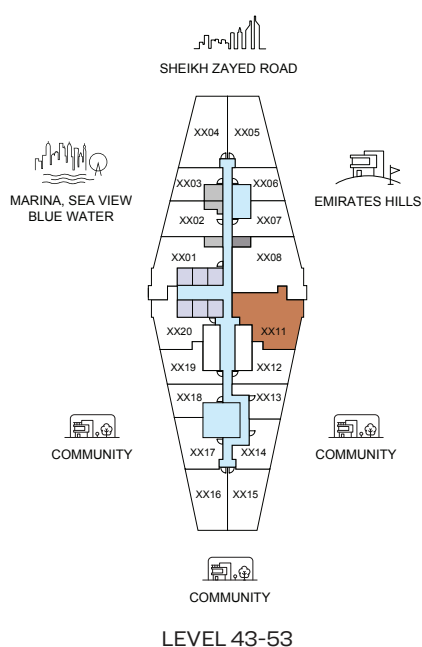 SHEIKH ZAYED ROAD
XX04 XX05
XX03 XX06
MARINA, SEA VIEW
BLUE WATER
EMIRATES HILLS
XX02 XX07
XX01 XX08
XX20 XX11
XX19 XX12
XX18 XX13
COMMUNITY
COMMUNITY
XX17 XX14
XX16 XX15
COMMUNITY
LEVEL 43-53